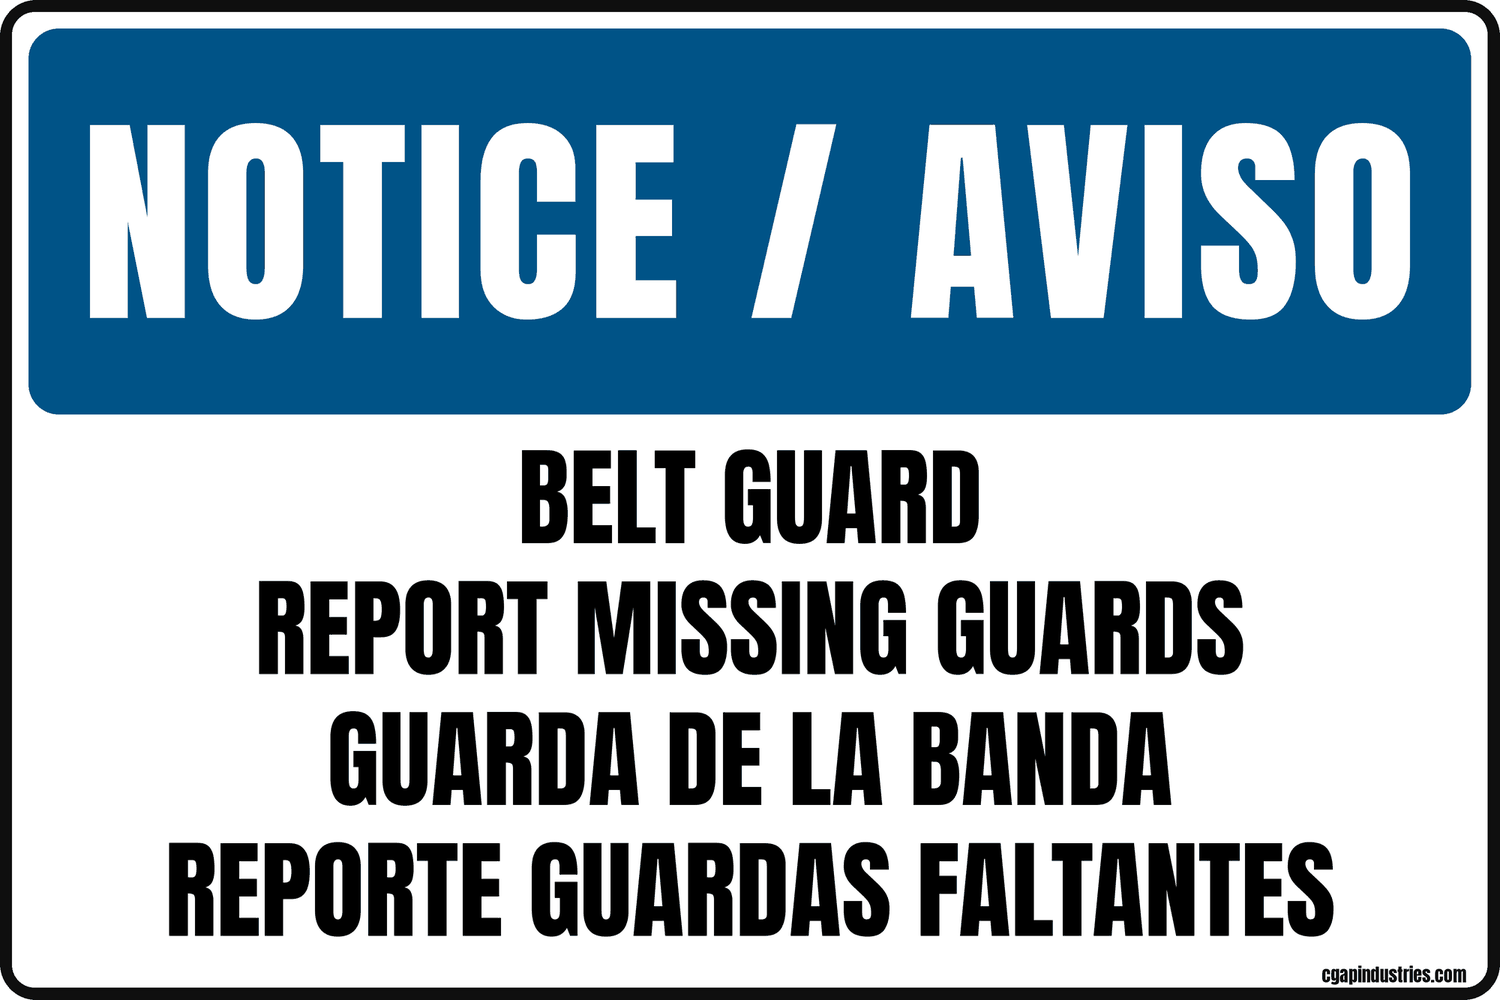 NOTICE / AVISO
BELT GUARD
REPORT MISSING GUARDS
GUARDA DE LA BANDA
REPORTE GUARDAS FALTANTES
cgapindustries.com